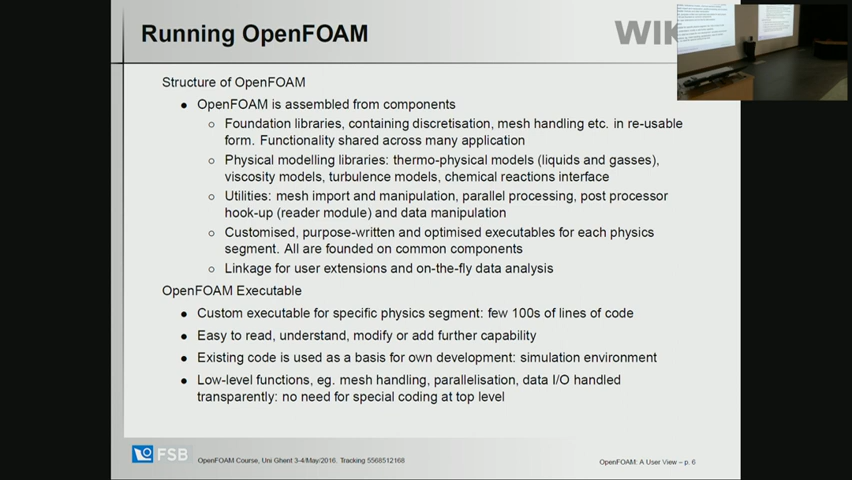 Running OpenFOAM
WIK
Structure of OpenFOAM
OpenFOAM is assembled from components
Foundation libraries, containing discretisation, mesh handling etc. in re-usable
form. Functionality shared across many application
Physical modelling libraries: thermo-physical models (liquids and gasses),
viscosity models, turbulence models, chemical reactions interface
Utilities: mesh import and manipulation, parallel processing, post processor
hook-up (reader module) and data manipulation
Customised, purpose-written and optimised executables for each physics
segment. All are founded on common components
Linkage for user extensions and on-the-fly data analysis
OpenFOAM Executable
Custom executable for specific physics segment: few 100s of lines of code
Easy to read, understand, modify or add further capability
Existing code is used as a basis for own development: simulation environment
Low-level functions, eg. mesh handling, parallelisation, data I/O handled
transparently: no need for special coding at top level
FSB
OpenFOAM Course, Uni Ghent 3-4/May/2016. Tracking 5568512168
OpenFOAM: A User View – p. 6